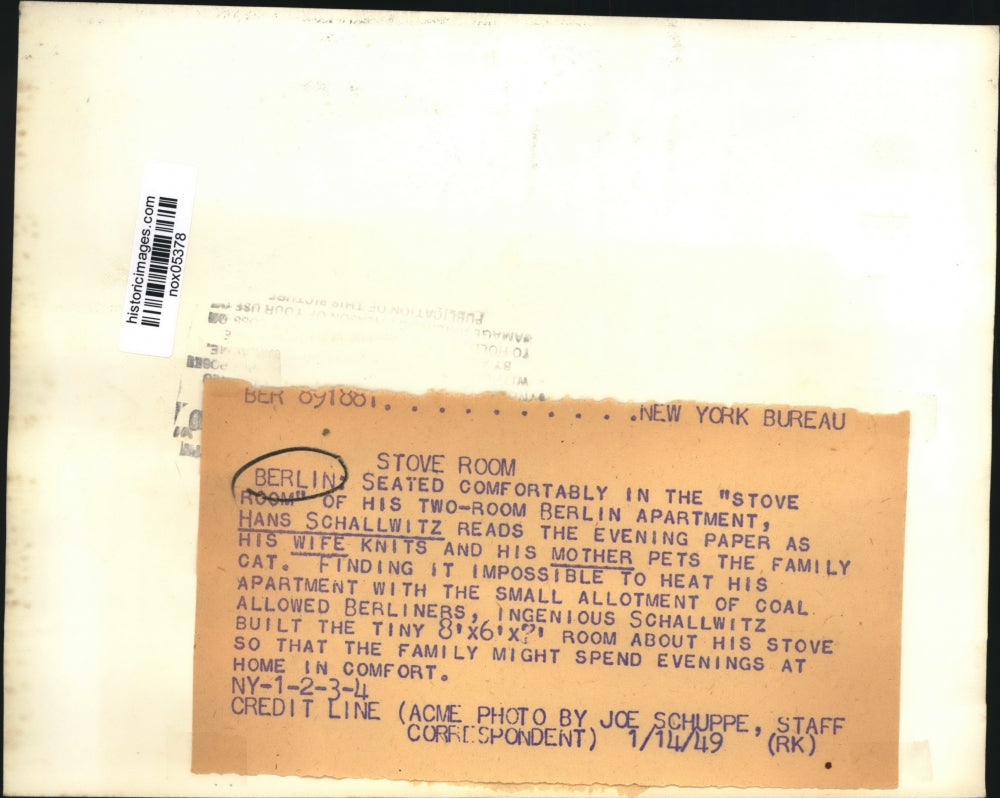 historicimages.com
nox05378
PUBLICATION OF THIS PICTURE
BER 891881. . . . . . . . . . . .NEW YORK BUREAU
STOVE ROOM
BERLIN: SEATED COMFORTABLY IN THE "STOVE
ROOM" OF HIS TWO-ROOM BERLIN APARTMENT,
HANS SCHALLWITZ READS THE EVENING PAPER AS
HIS WIFE KNITS AND HIS MOTHER PETS THE FAMILY
CAT. FINDING IT IMPOSSIBLE TO HEAT HIS
APARTMENT WITH THE SMALL ALLOTMENT OF COAL
ALLOWED BERLINERS, INGENIOUS SCHALLWITZ
BUILT THE TINY 8'x6'x?' ROOM ABOUT HIS STOVE
SO THAT THE FAMILY MIGHT SPEND EVENINGS AT
HOME IN COMFORT.
NY-1-2-3-4
CREDIT LINE (ACME PHOTO BY JOE SCHUPPE, STAFF
CORRESPONDENT) 1/14/49 (RK)